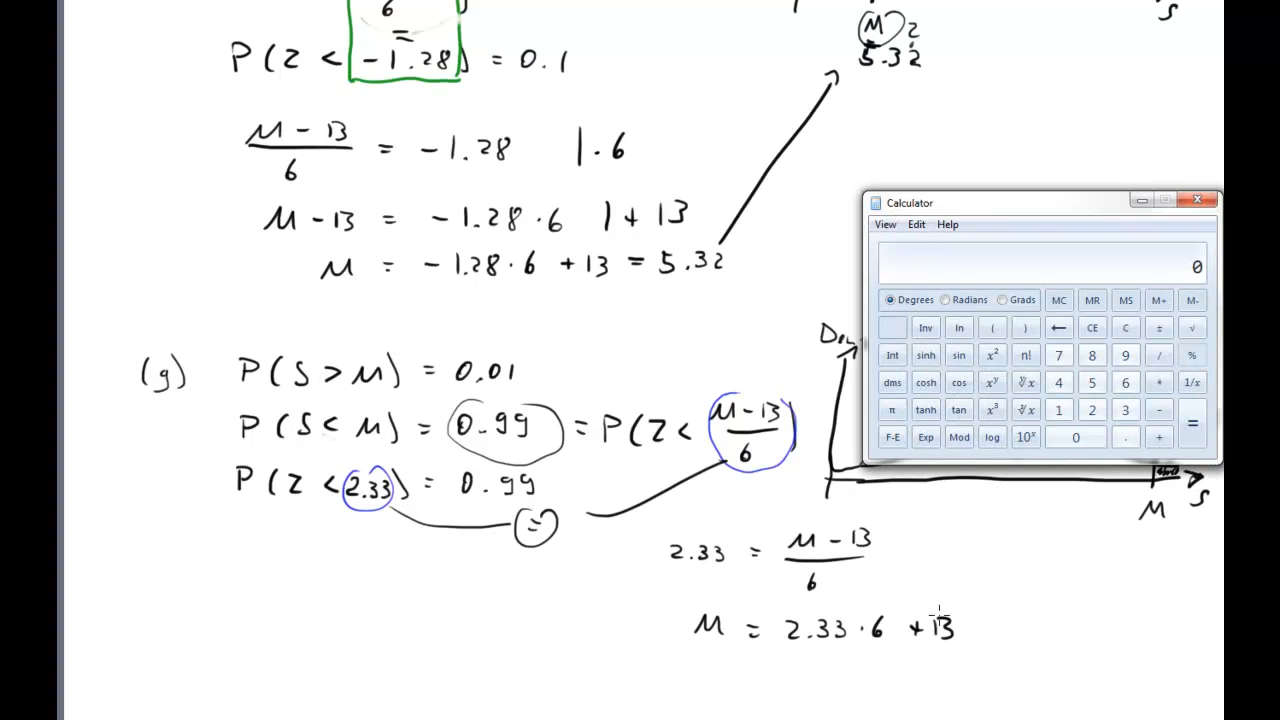 6
=
P(Z < -1.28) = 0.1
M - 13 / 6 = -1.28 | · 6
M - 13 = -1.28 · 6 | + 13
M = -1.28 · 6 + 13 = 5.32
S
M 2
5.32
(g) P(S > M) = 0.01
P(S < M) = 0.99 = P(Z < M - 13 / 6)
P(Z < 2.33) = 0.99
=
M
S
2.33 = M - 13 / 6
M = 2.33 · 6 + 13
Calculator
View Edit Help
0
Degrees Radians Grads MC MR MS M+ M-
Inv ln ( ) ← CE C ± √
Int sinh sin x² n! 7 8 9 / %
dms cosh cos xʸ ʸ√x 4 5 6 * 1/x
π tanh tan x³ ³√x 1 2 3 - =
F-E Exp Mod log 10ˣ 0 . +